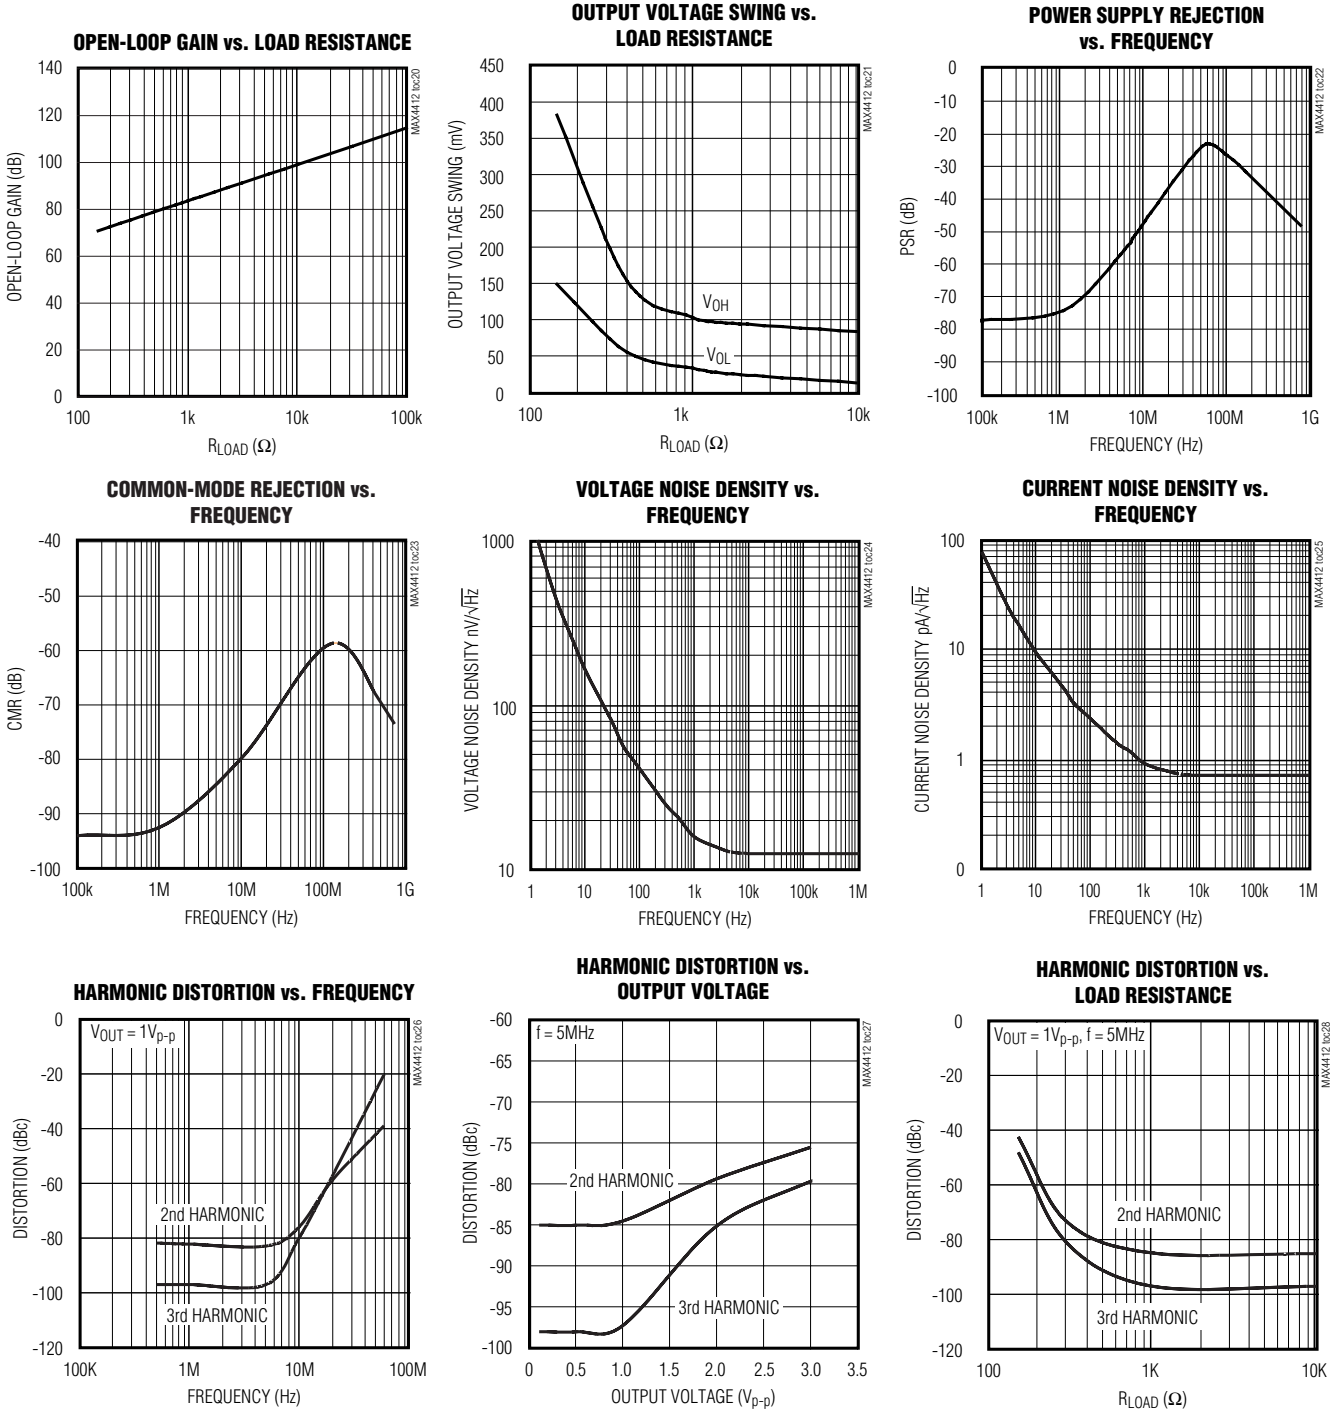 OPEN-LOOP GAIN vs. LOAD RESISTANCE
140
120
100
80
60
40
20
0
OPEN-LOOP GAIN (dB)
100
1k
10k
100k
RLOAD (Ω)
MAX4412 toc20
OUTPUT VOLTAGE SWING vs.
LOAD RESISTANCE
450
400
350
300
250
200
150
100
50
0
OUTPUT VOLTAGE SWING (mV)
VOH
VOL
100
1k
10k
RLOAD (Ω)
MAX4412 toc21
POWER SUPPLY REJECTION
vs. FREQUENCY
0
-10
-20
-30
-40
-50
-60
-70
-80
-90
-100
PSR (dB)
100k
1M
10M
100M
1G
FREQUENCY (Hz)
MAX4412 toc22
COMMON-MODE REJECTION vs.
FREQUENCY
-40
-50
-60
-70
-80
-90
-100
CMR (dB)
100k
1M
10M
100M
1G
FREQUENCY (Hz)
MAX4412 toc23
VOLTAGE NOISE DENSITY vs.
FREQUENCY
1000
100
10
VOLTAGE NOISE DENSITY nV/√Hz
1
10
100
1k
10k
100k
1M
FREQUENCY (Hz)
MAX4412 toc24
CURRENT NOISE DENSITY vs.
FREQUENCY
100
10
1
0
CURRENT NOISE DENSITY pA/√Hz
1
10
100
1k
10k
100k
1M
FREQUENCY (Hz)
MAX4412 toc25
HARMONIC DISTORTION vs. FREQUENCY
0
-20
-40
-60
-80
-100
-120
DISTORTION (dBc)
VOUT = 1Vp-p
2nd HARMONIC
3rd HARMONIC
100K
1M
10M
100M
FREQUENCY (Hz)
MAX4412 toc26
HARMONIC DISTORTION vs.
OUTPUT VOLTAGE
-60
-65
-70
-75
-80
-85
-90
-95
-100
DISTORTION (dBc)
f = 5MHz
2nd HARMONIC
3rd HARMONIC
0
0.5
1.0
1.5
2.0
2.5
3.0
3.5
OUTPUT VOLTAGE (Vp-p)
MAX4412 toc27
HARMONIC DISTORTION vs.
LOAD RESISTANCE
0
-20
-40
-60
-80
-100
-120
DISTORTION (dBc)
VOUT = 1Vp-p, f = 5MHz
2nd HARMONIC
3rd HARMONIC
100
1K
10K
RLOAD (Ω)
MAX4412 toc28